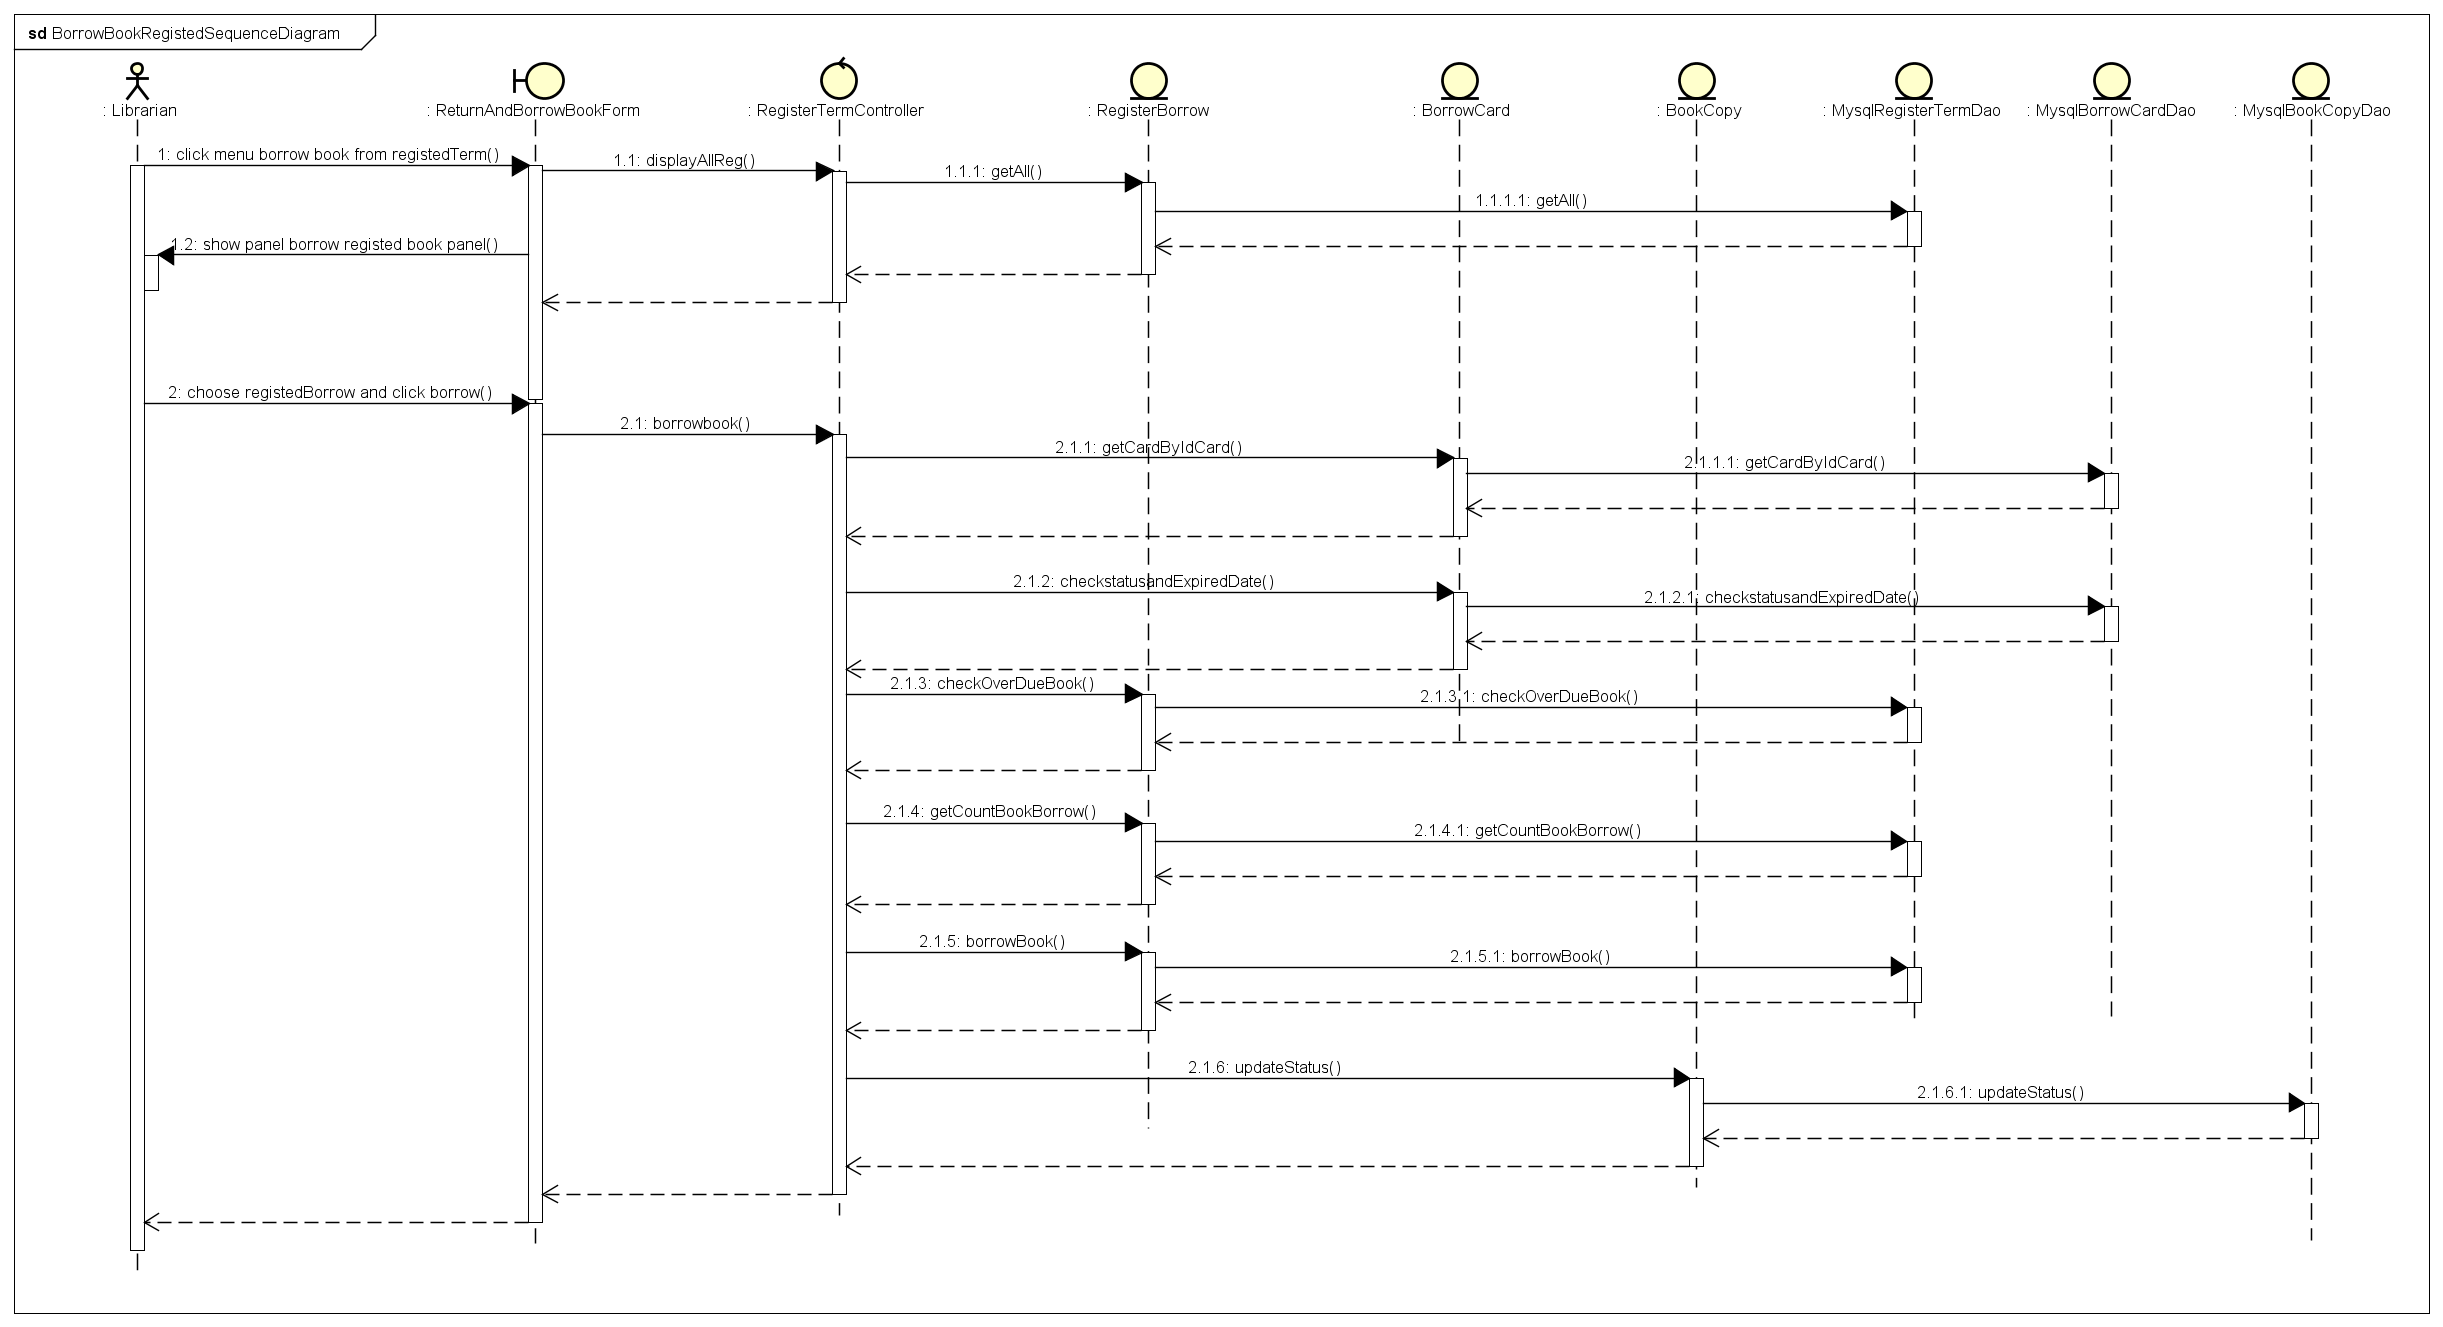 sd BorrowBookRegistedSequenceDiagram
: Librarian
: ReturnAndBorrowBookForm
: RegisterTermController
: RegisterBorrow
: BorrowCard
: BookCopy
: MysqlRegisterTermDao
: MysqlBorrowCardDao
: MysqlBookCopyDao
1: click menu borrow book from registedTerm()
1.1: displayAllReg()
1.1.1: getAll()
1.1.1.1: getAll()
1.2: show panel borrow registed book panel()
2: choose registedBorrow and click borrow()
2.1: borrowbook()
2.1.1: getCardByIdCard()
2.1.1.1: getCardByIdCard()
2.1.2: checkstatusandExpiredDate()
2.1.2.1: checkstatusandExpiredDate()
2.1.3: checkOverDueBook()
2.1.3.1: checkOverDueBook()
2.1.4: getCountBookBorrow()
2.1.4.1: getCountBookBorrow()
2.1.5: borrowBook()
2.1.5.1: borrowBook()
2.1.6: updateStatus()
2.1.6.1: updateStatus()